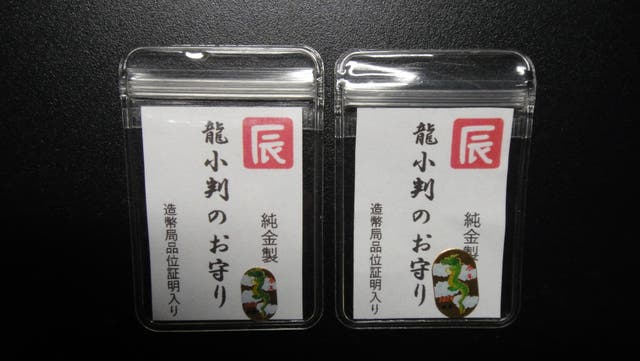 辰
純金製
龍小判のお守り
造幣局品位証明入り
辰
純金製
龍小判のお守り
造幣局品位証明入り